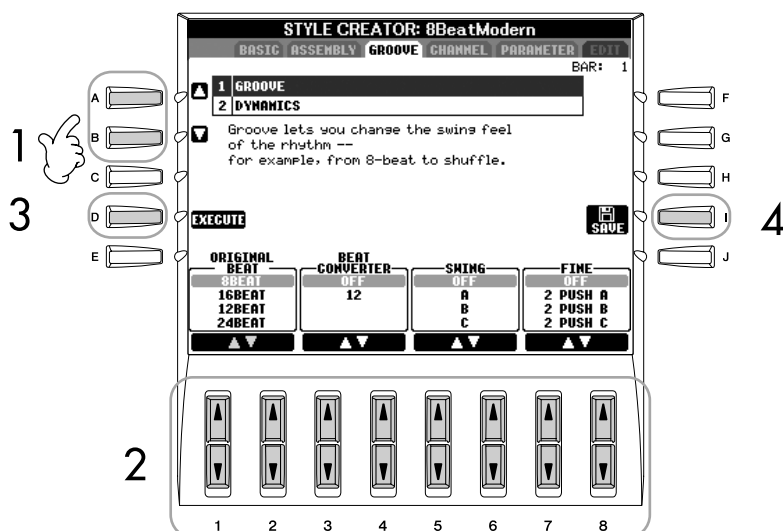 STYLE CREATOR: 8BeatModern
BASIC ASSEMBLY GROOVE CHANNEL PARAMETER EDIT
BAR: 1
1 GROOVE
2 DYNAMICS
Groove lets you change the swing feel
of the rhythm --
for example, from 8-beat to shuffle.
EXECUTE
SAVE
ORIGINAL BEAT
8BEAT
16BEAT
12BEAT
24BEAT
BEAT CONVERTER
OFF
12
SWING
OFF
A
B
C
FINE
OFF
2 PUSH A
2 PUSH B
2 PUSH C
A
B
C
D
E
F
G
H
I
J
1
3
4
2
1 2 3 4 5 6 7 8